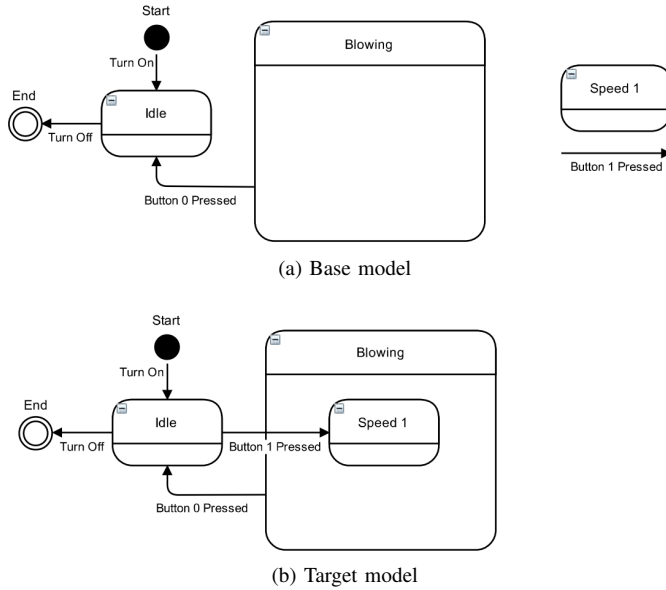 Start
Blowing
Turn On
Speed 1
End
Idle
Turn Off
Button 1 Pressed
Button 0 Pressed
(a) Base model
Start
Blowing
Turn On
End
Idle
Speed 1
Turn Off
Button 1 Pressed
Button 0 Pressed
(b) Target model